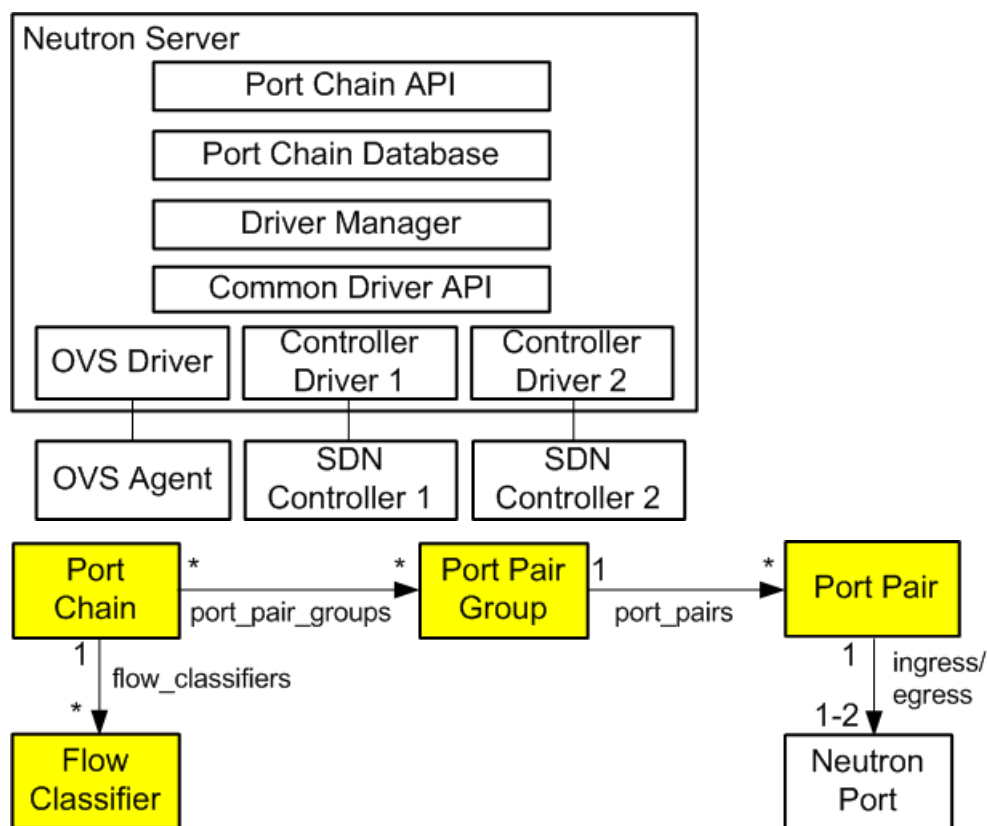 Neutron Server
Port Chain API
Port Chain Database
Driver Manager
Common Driver API
OVS Driver
Controller
Driver 1
Controller
Driver 2
OVS Agent
SDN
Controller 1
SDN
Controller 2
Port
Chain
* *
port_pair_groups
Port Pair
Group
1 *
port_pairs
Port Pair
1
flow_classifiers
*
1
ingress/
egress
1-2
Flow
Classifier
Neutron
Port